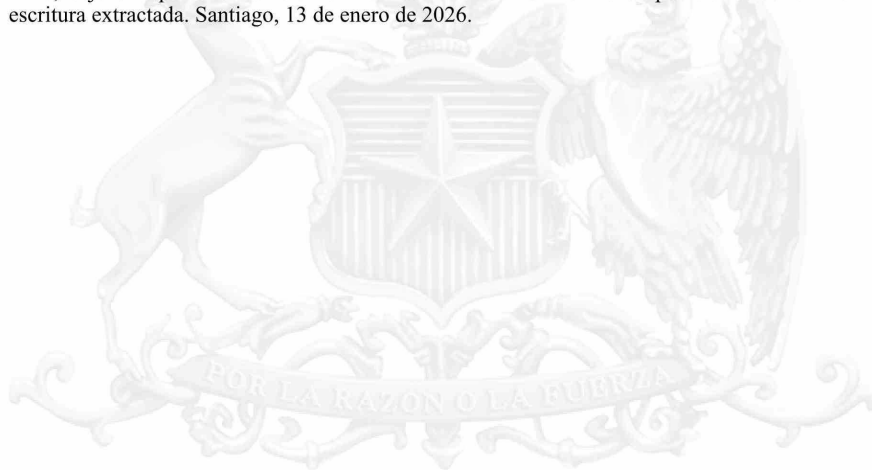 escritura extractada. Santiago, 13 de enero de 2026.
POR LA RAZON O LA FUERZA